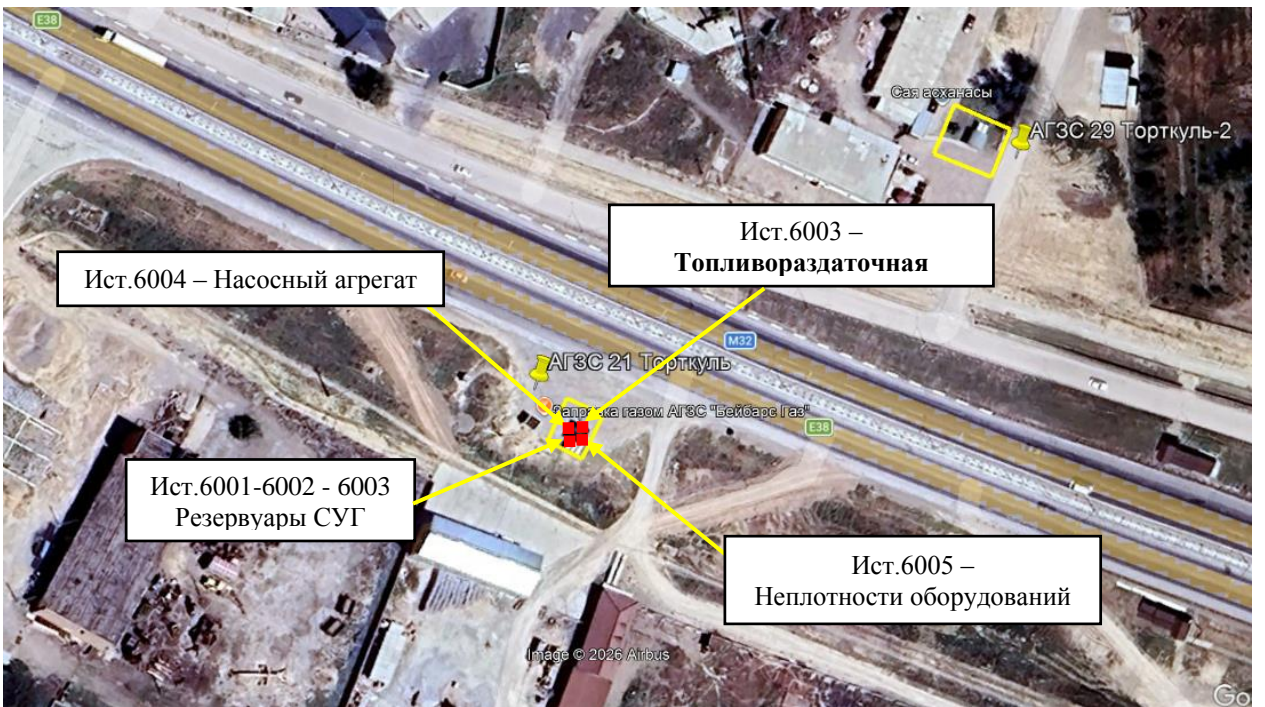 E38
Сая асханасы
АГЗС 29 Торткуль-2
Ист.6003 –
Топливораздаточная
Ист.6004 – Насосный агрегат
M32
АГЗС 21 Торткуль
Заправка газом АГЗС "Бейбарс Газ"
E38
Ист.6001-6002 - 6003
Резервуары СУГ
Ист.6005 –
Неплотности оборудований
Image © 2026 Airbus
Go